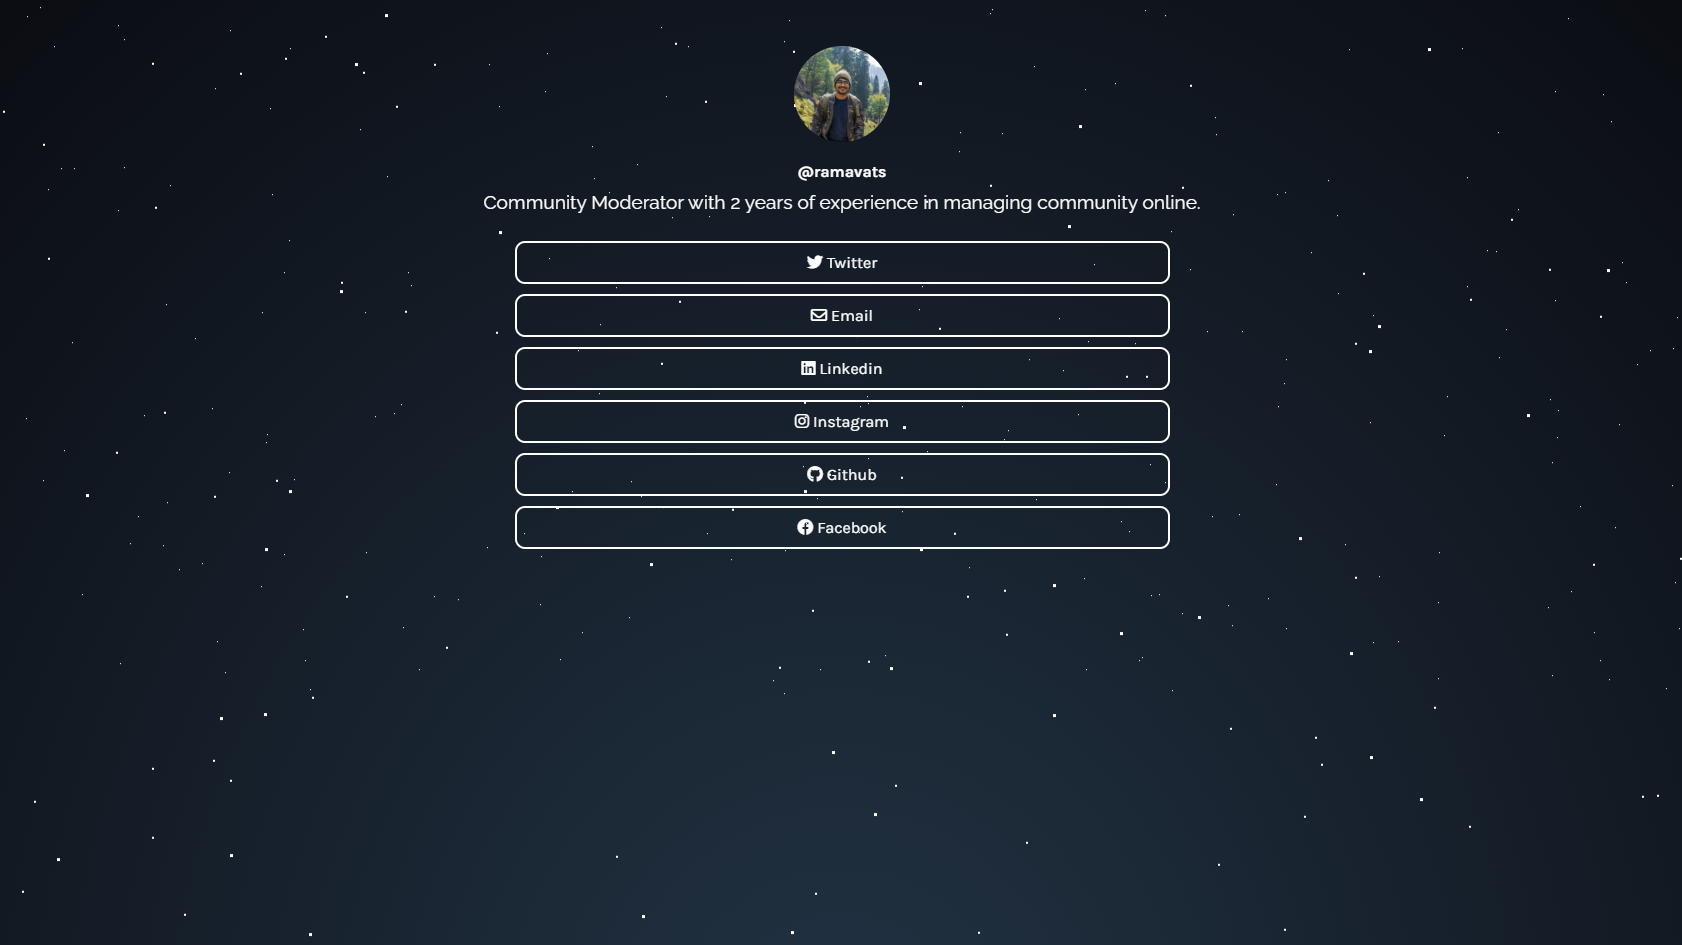 @ramavats
Community Moderator with 2 years of experience in managing community online.
Twitter
Email
Linkedin
Instagram
Github
Facebook